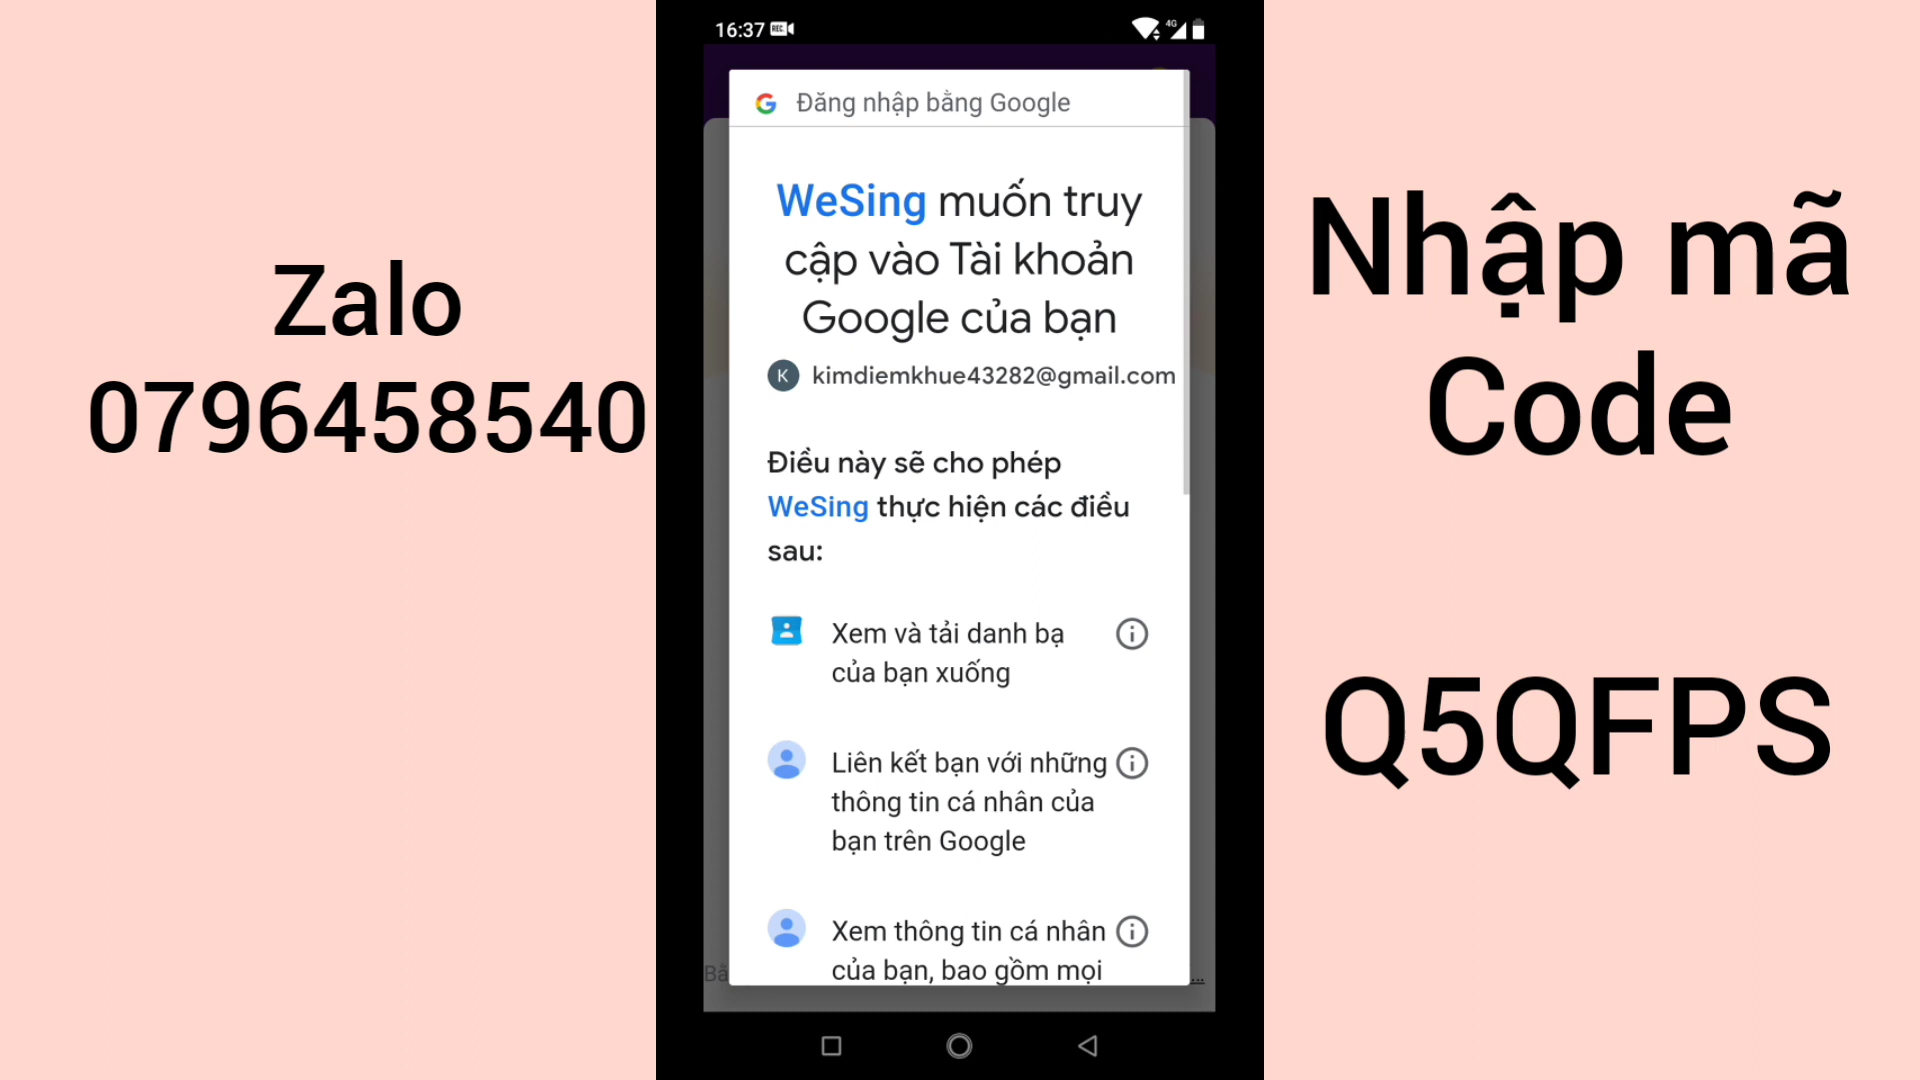 Zalo
0796458540
16:37 REC
4G
Đăng nhập bằng Google
WeSing muốn truy
cập vào Tài khoản
Google của bạn
K kimdiemkhue43282@gmail.com
Điều này sẽ cho phép
WeSing thực hiện các điều
sau:
Xem và tải danh bạ
của bạn xuống
Liên kết bạn với những
thông tin cá nhân của
bạn trên Google
Xem thông tin cá nhân
của bạn, bao gồm mọi
Nhập mã
Code
Q5QFPS